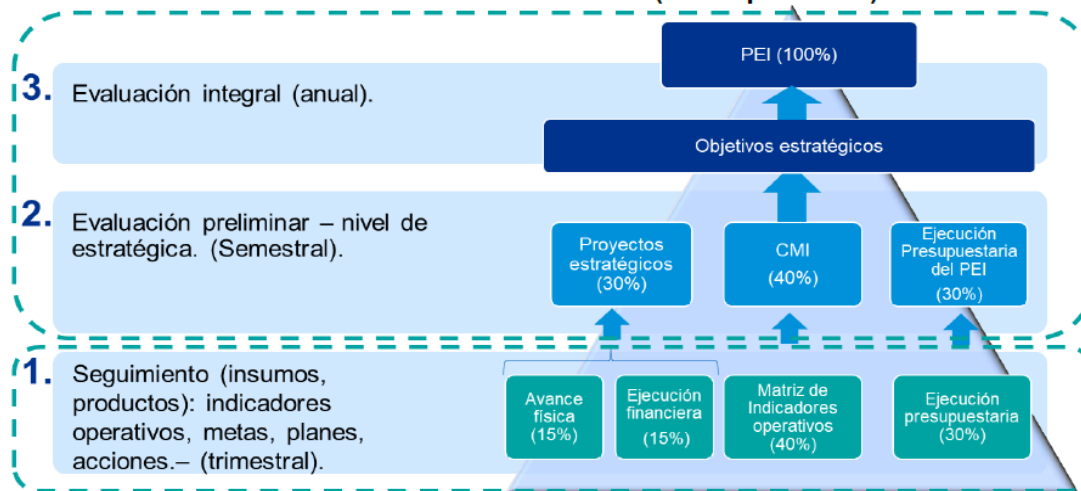 PEI (100%)
3.
Evaluación integral (anual).
Objetivos estratégicos
2.
Evaluación preliminar – nivel de
estratégica. (Semestral).
Proyectos
estratégicos
(30%)
CMI
(40%)
Ejecución
Presupuestaria
del PEI
(30%)
1.
Seguimiento (insumos,
productos): indicadores
operativos, metas, planes,
acciones.– (trimestral).
Avance
física
(15%)
Ejecución
financiera
(15%)
Matriz de
Indicadores
operativos
(40%)
Ejecución
presupuestaria
(30%)